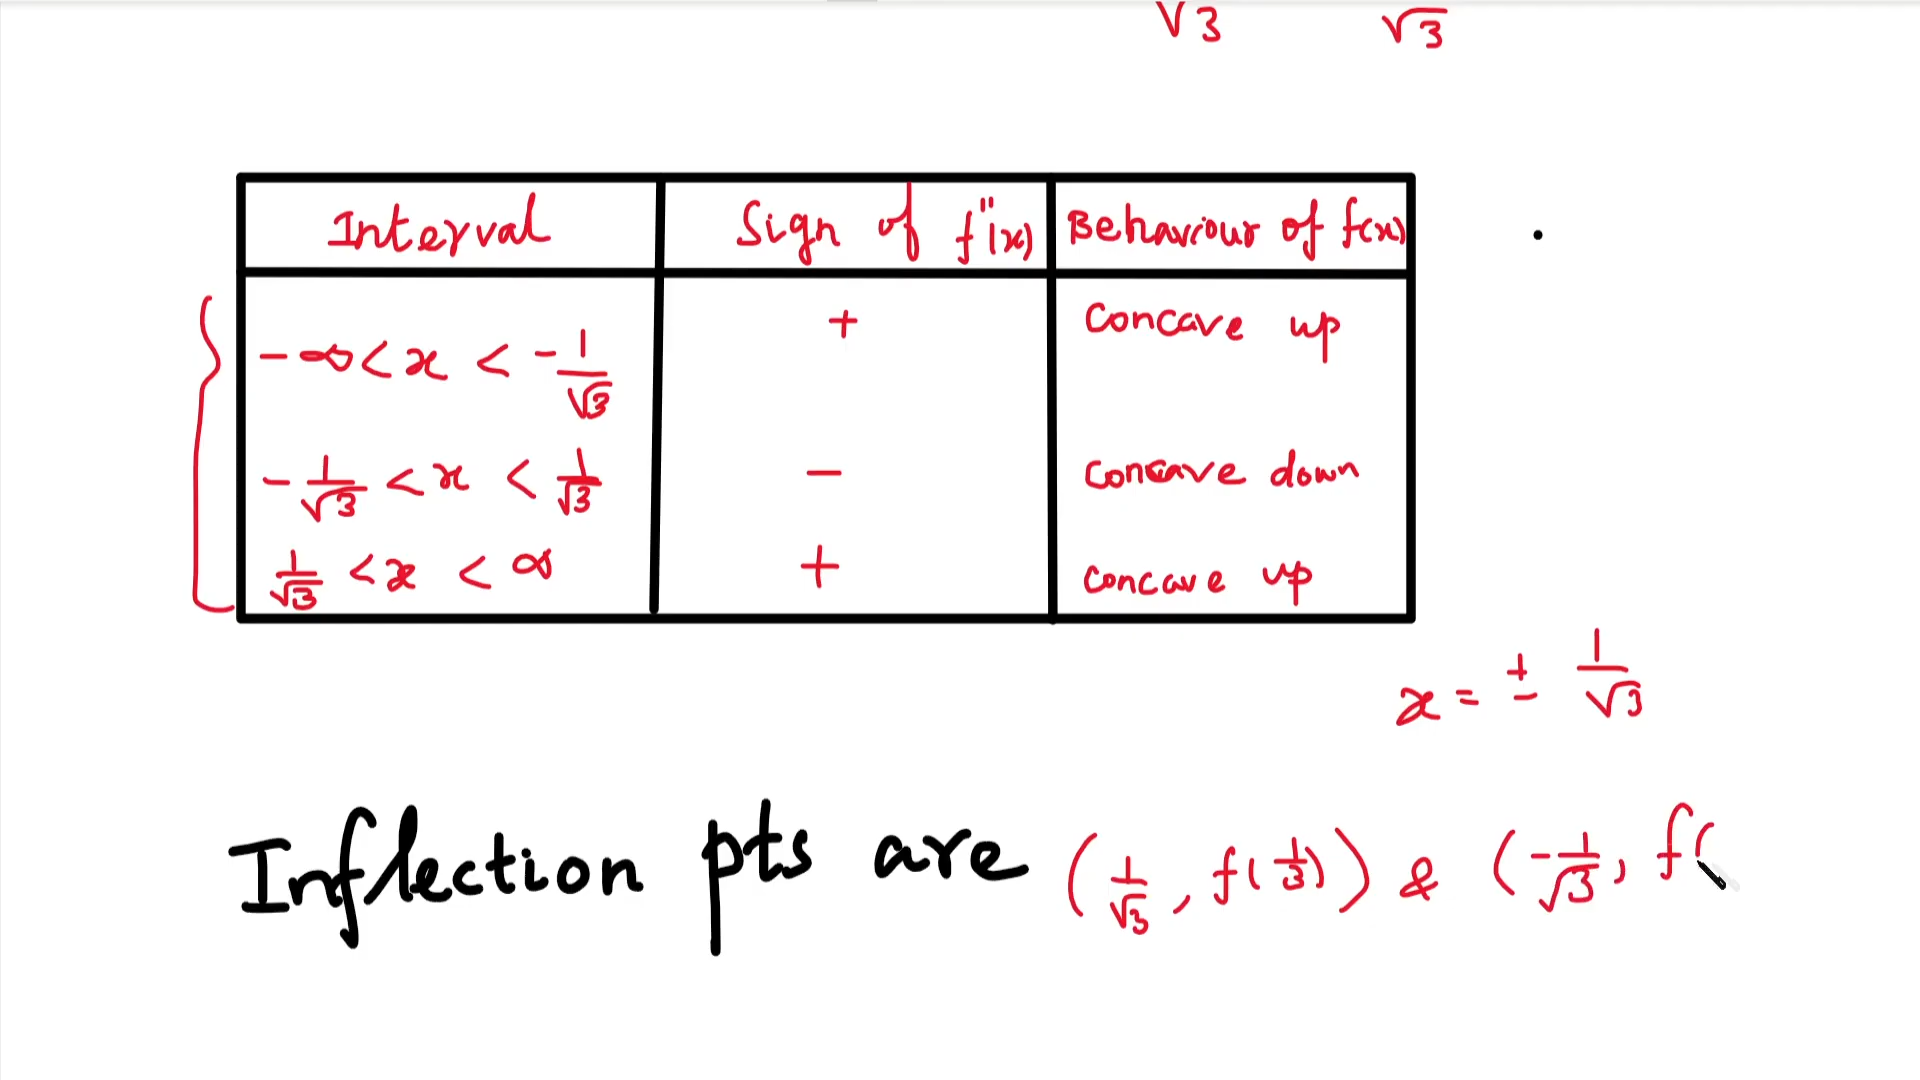 √3 √3
Interval Sign of f"(x) Behaviour of f(x)
-∞ < x < -1/√3 + Concave up
-1/√3 < x < 1/√3 - Concave down
1/√3 < x < ∞ + Concave up
x = ± 1/√3
Inflection pts are (1/√3, f(1/3)) & (-1/√3, f(